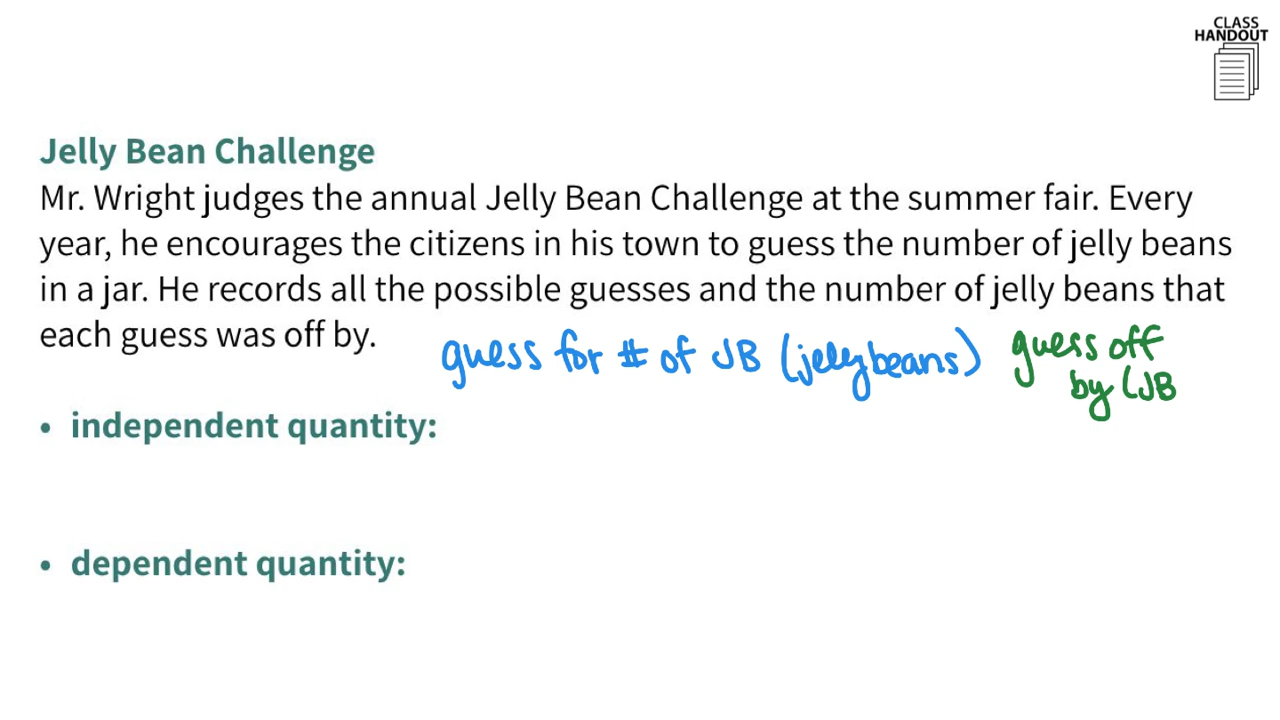 CLASS
HANDOUT
Jelly Bean Challenge
Mr. Wright judges the annual Jelly Bean Challenge at the summer fair. Every
year, he encourages the citizens in his town to guess the number of jelly beans
in a jar. He records all the possible guesses and the number of jelly beans that
each guess was off by.
guess for # of JB (jellybeans)
guess off
by (JB
• independent quantity:
• dependent quantity: